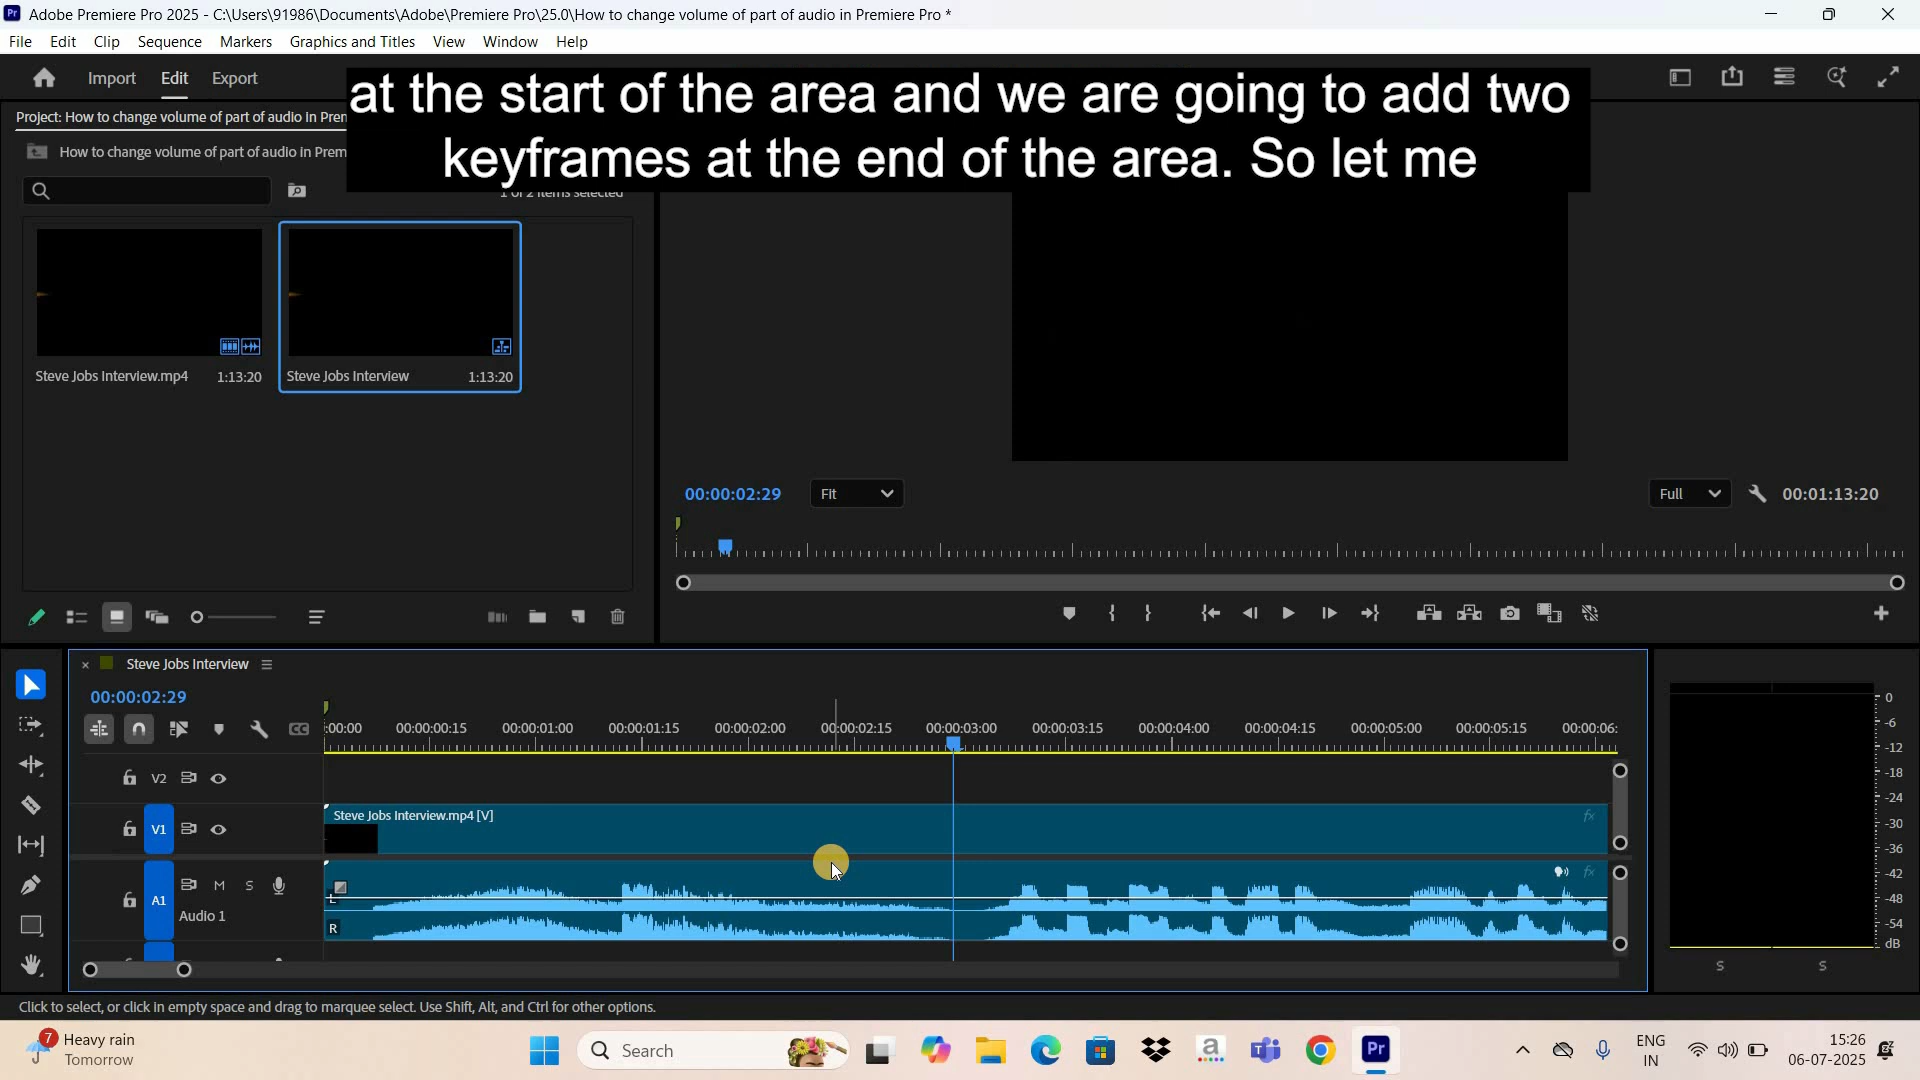 Adobe Premiere Pro 2025 - C:\Users\91986\Documents\Adobe\Premiere Pro\25.0\How to change volume of part of audio in Premiere Pro *
File Edit Clip Sequence Markers Graphics and Titles View Window Help
Import Edit Export
at the start of the area and we are going to add two
keyframes at the end of the area. So let me
Project: How to change volume of part of audio in Pren
How to change volume of part of audio in Prem
1 of 2 items selected
Steve Jobs Interview.mp4 1:13:20
Steve Jobs Interview 1:13:20
00:00:02:29 Fit Full 00:01:13:20
Steve Jobs Interview
00:00:02:29
:00:00 00:00:00:15 00:00:01:00 00:00:01:15 00:00:02:00 00:00:02:15 00:00:03:00 00:00:03:15 00:00:04:00 00:00:04:15 00:00:05:00 00:00:05:15 00:00:06:
CC
V2
V1
Steve Jobs Interview.mp4 [V]
fx
A1 M S
Audio 1
L
R
fx
0
-6
-12
-18
-24
-30
-36
-42
-48
-54
dB
S S
Click to select, or click in empty space and drag to marquee select. Use Shift, Alt, and Ctrl for other options.
7
Heavy rain
Tomorrow
Search
a
Pr
ENG
IN
15:26
06-07-2025